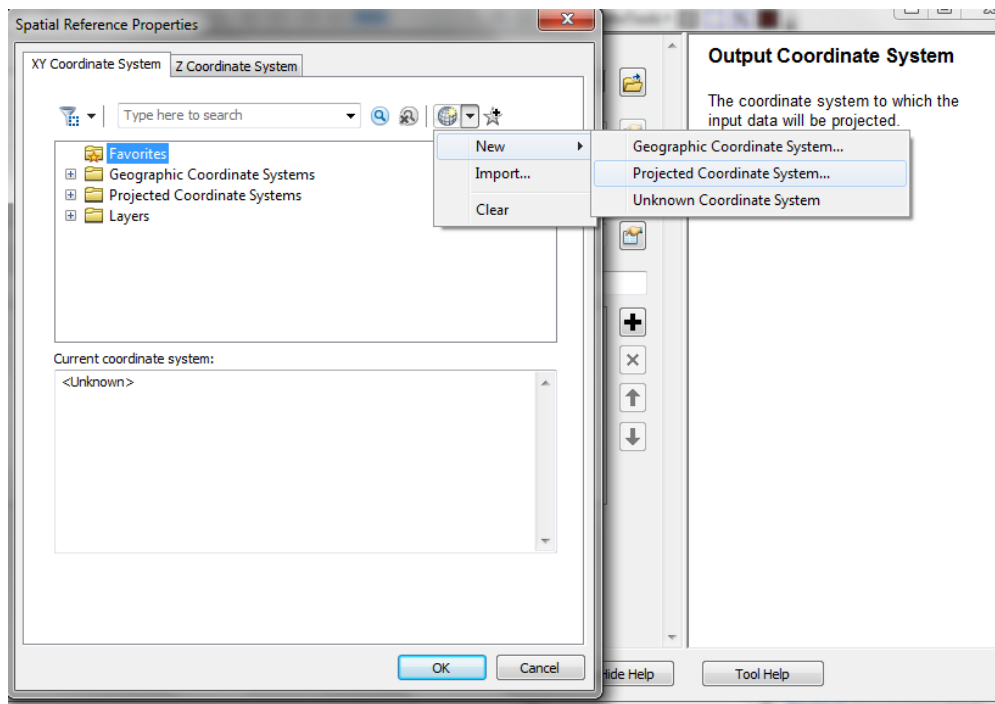 Spatial Reference Properties
XY Coordinate System
Z Coordinate System
Type here to search
Favorites
Geographic Coordinate Systems
Projected Coordinate Systems
Layers
New
Import...
Clear
Geographic Coordinate System...
Projected Coordinate System...
Unknown Coordinate System
Current coordinate system:
<Unknown>
OK
Cancel
Output Coordinate System
The coordinate system to which the
input data will be projected.
Hide Help
Tool Help